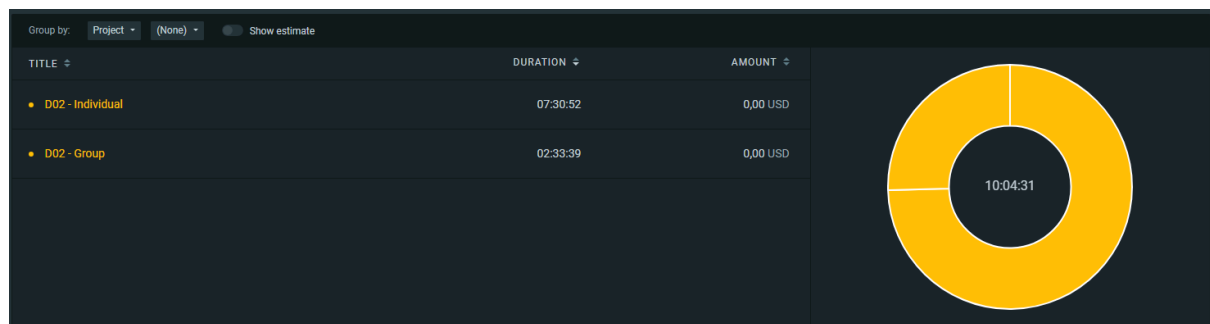 Group by: Project (None) Show estimate
TITLE DURATION AMOUNT
D02 - Individual 07:30:52 0,00 USD
D02 - Group 02:33:39 0,00 USD
10:04:31